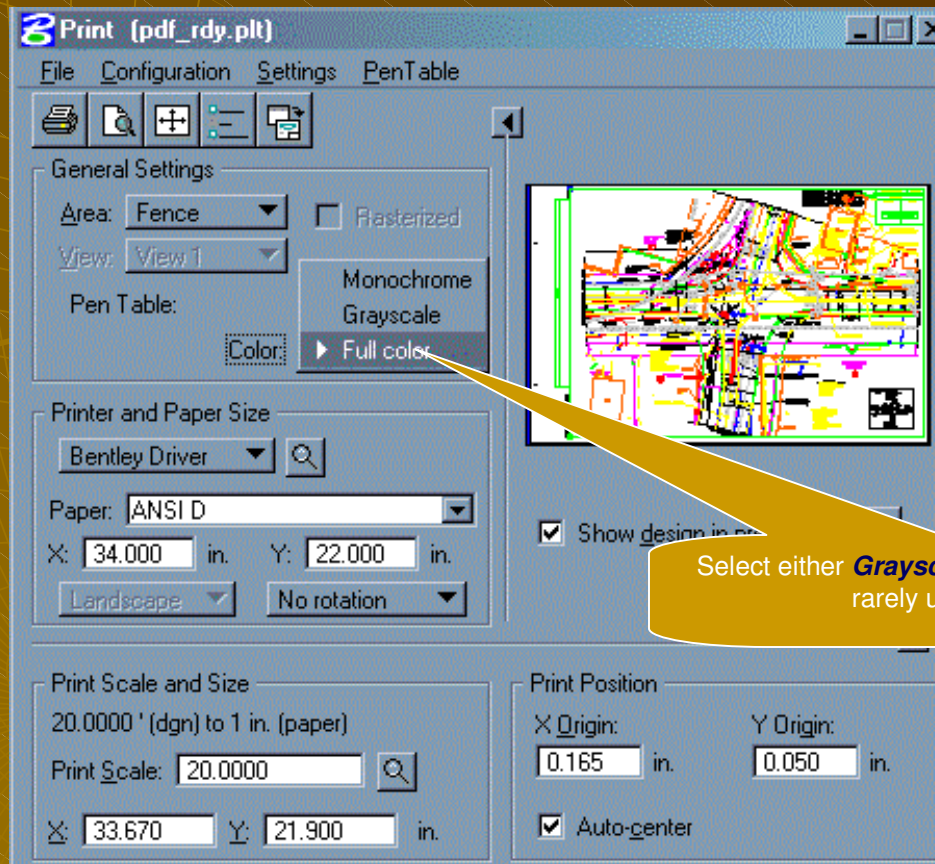 Print (pdf_rdy.plt)
File Configuration Settings PenTable
General Settings
Area: Fence
Rasterized
View: View 1
Pen Table:
Color:
Monochrome
Grayscale
Full color
Printer and Paper Size
Bentley Driver
Paper: ANSI D
X: 34.000 in. Y: 22.000 in.
Landscape No rotation
Show design in
Select either
rarely
Print Scale and Size
20.0000 ' (dgn) to 1 in. (paper)
Print Scale: 20.0000
X: 33.670 Y: 21.900 in.
Print Position
X Origin: Y Origin:
0.165 in. 0.050 in.
Auto-center